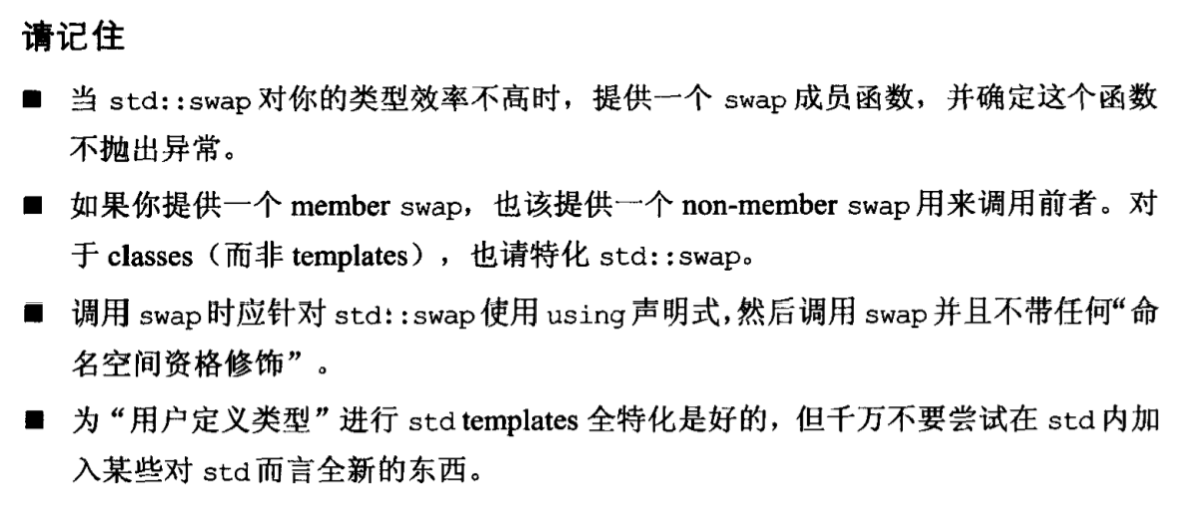 请记住
■ 当 std::swap 对你的类型效率不高时，提供一个 swap 成员函数，并确定这个函数
不抛出异常。
■ 如果你提供一个 member swap，也该提供一个 non-member swap 用来调用前者。对
于 classes（而非 templates），也请特化 std::swap。
■ 调用 swap 时应针对 std::swap 使用 using 声明式，然后调用 swap 并且不带任何“命
名空间资格修饰”。
■ 为“用户定义类型”进行 std templates 全特化是好的，但千万不要尝试在 std 内加
入某些对 std 而言全新的东西。